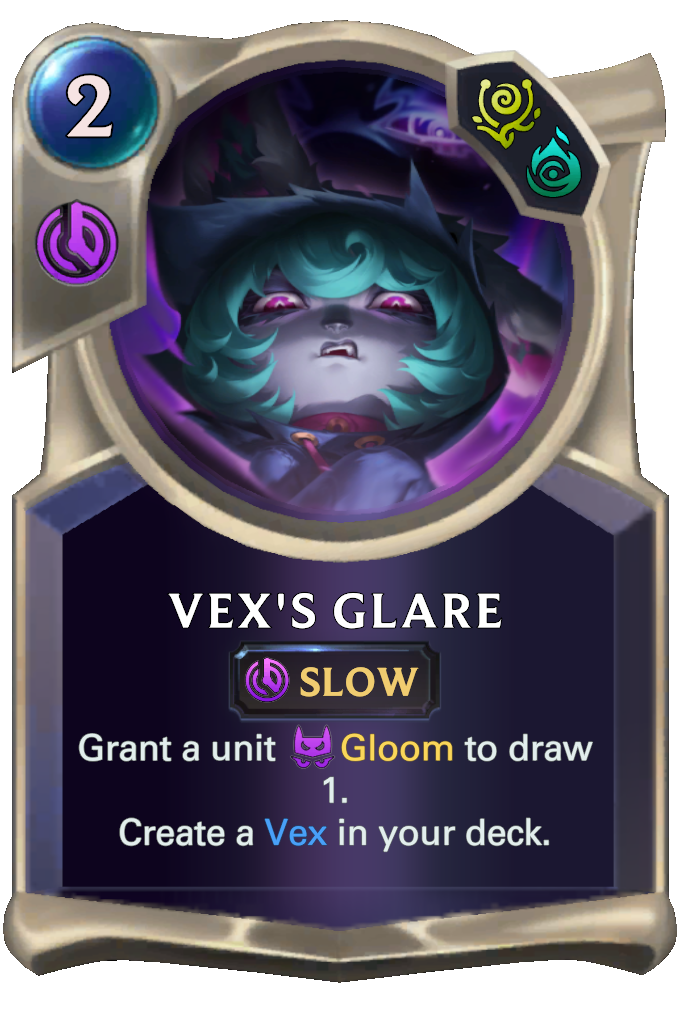 2
VEX'S GLARE
SLOW
Grant a unit Gloom to draw
1.
Create a Vex in your deck.